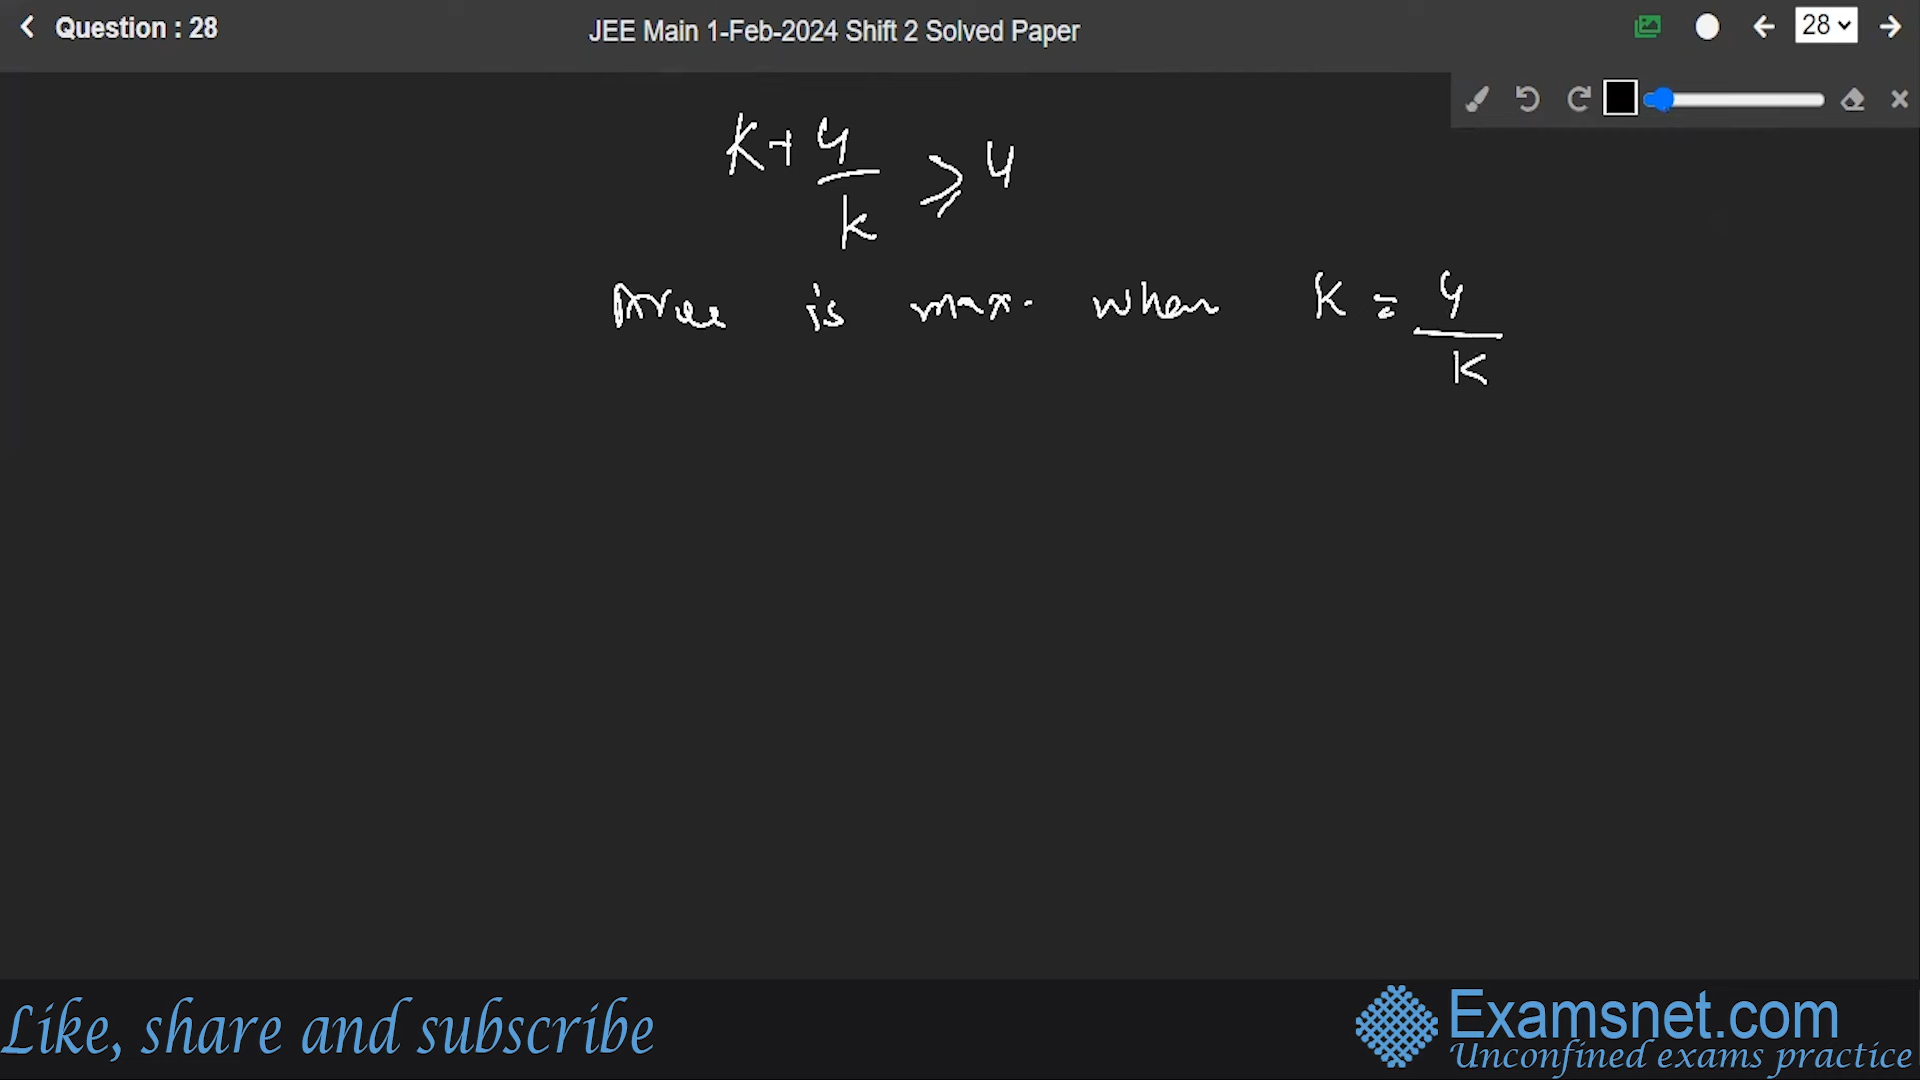 Question : 28
JEE Main 1-Feb-2024 Shift 2 Solved Paper
28
K + 4/k ⩾ 4
Area is max. when K = 4/K
Like, share and subscribe
Examsnet.com
Unconfined exams practice